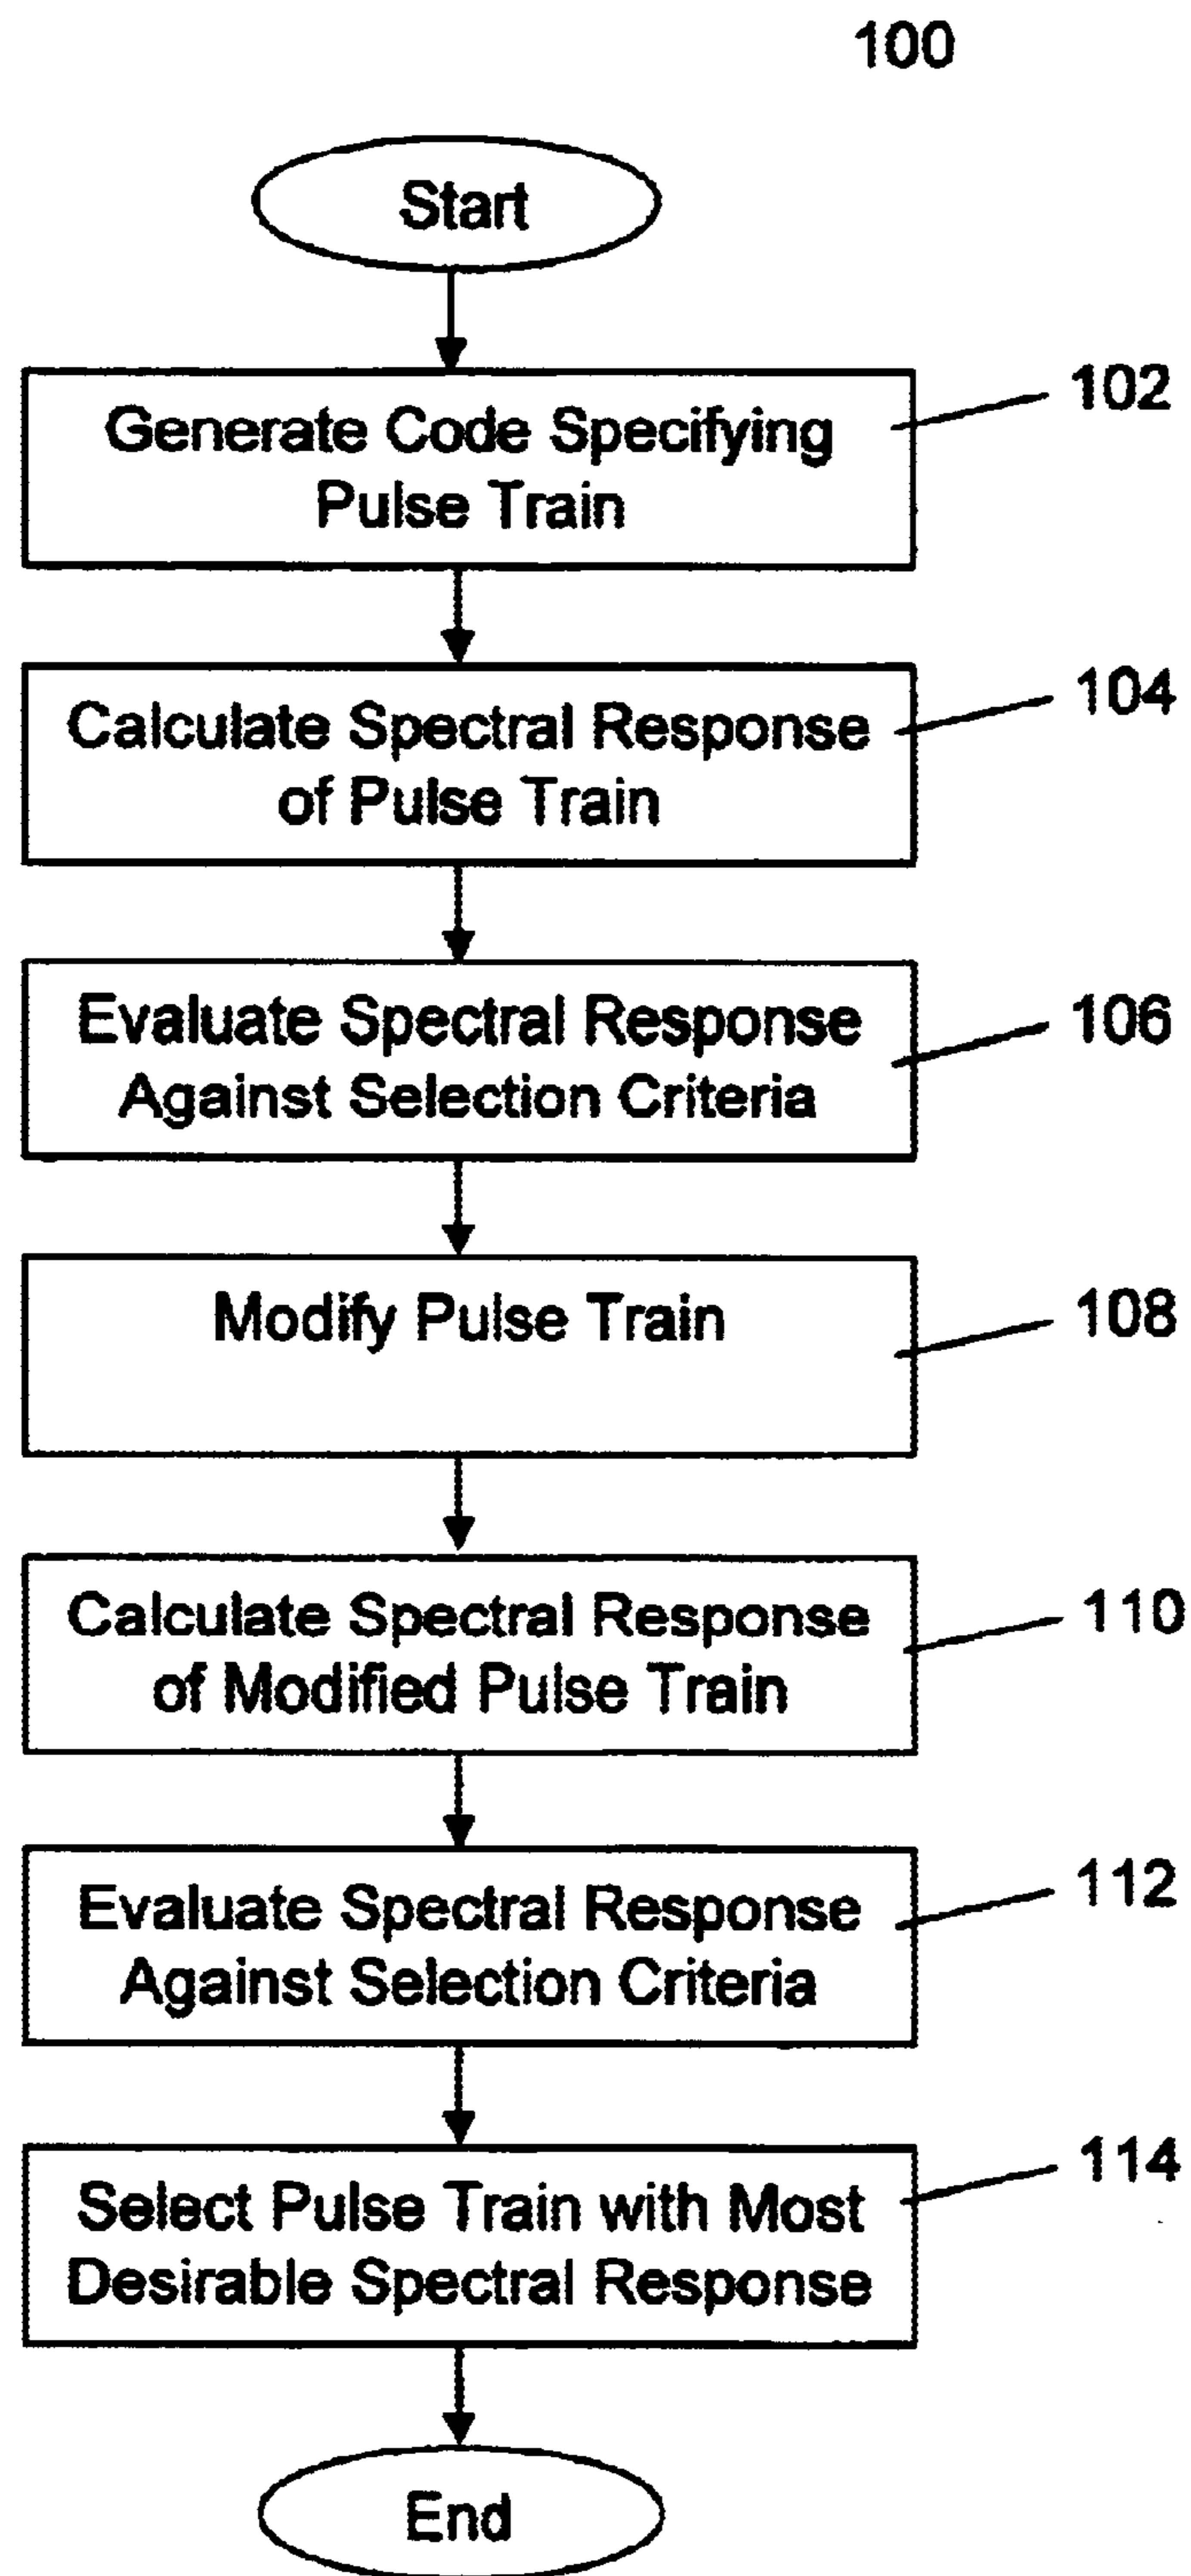 100
Start
Generate Code Specifying
Pulse Train
102
Calculate Spectral Response
of Pulse Train
104
Evaluate Spectral Response
Against Selection Criteria
106
Modify Pulse Train
108
Calculate Spectral Response
of Modified Pulse Train
110
Evaluate Spectral Response
Against Selection Criteria
112
Select Pulse Train with Most
Desirable Spectral Response
114
End